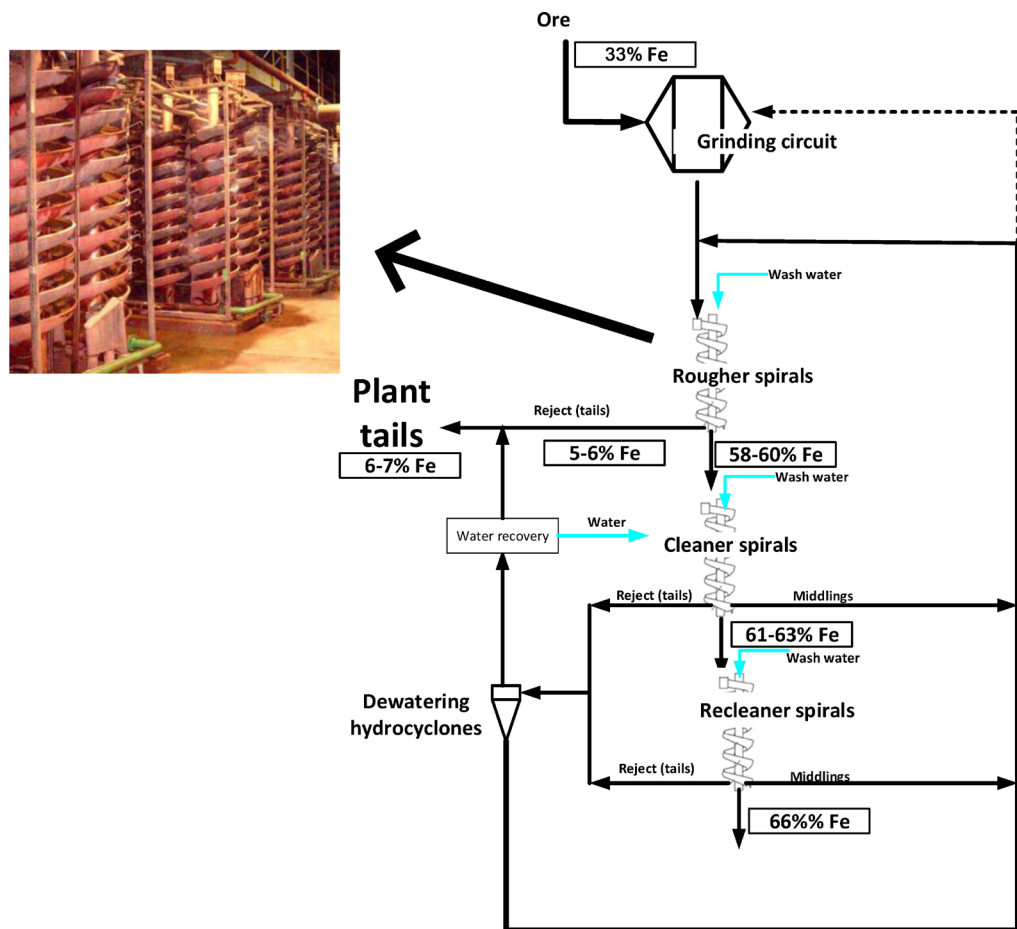 Ore
33% Fe
Grinding circuit
Wash water
Rougher spirals
Plant
tails
Reject (tails)
6-7% Fe
5-6% Fe
58-60% Fe
Wash water
Water recovery
Water
Cleaner spirals
Reject (tails)
Middlings
61-63% Fe
Wash water
Dewatering
hydrocyclones
Recleaner spirals
Reject (tails)
Middlings
66%% Fe